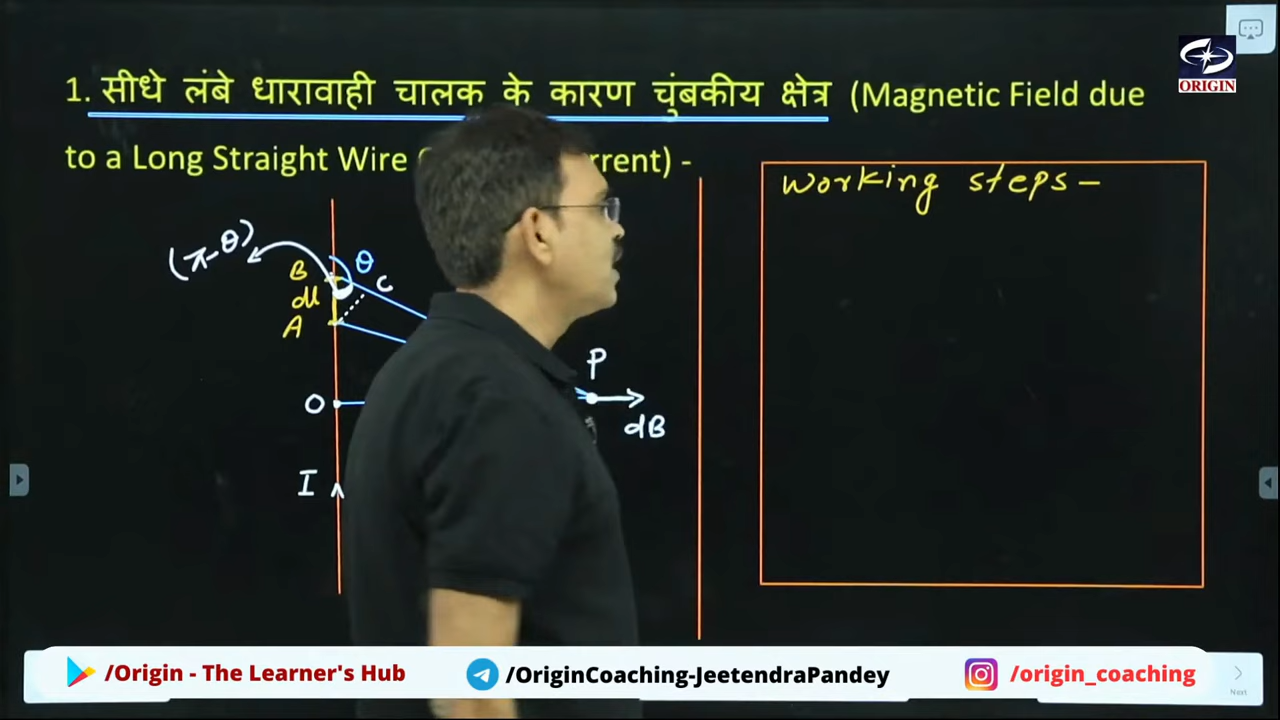 1. सीधे लंबे धारावाही चालक के कारण चुंबकीय क्षेत्र (Magnetic Field due
to a Long Straight Wire rrent) -
ORIGIN
Working steps -
(π-θ)
θ
B
C
dl
A
P
O
dB
I
/Origin - The Learner's Hub
/OriginCoaching-JeetendraPandey
/origin_coaching
Next